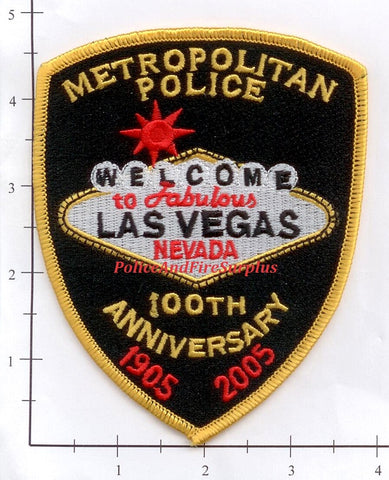 METROPOLITAN
POLICE
WELCOME
to Fabulous
LAS VEGAS
NEVADA
PoliceAndFireSurplus
100TH
ANNIVERSARY
1905 2005
5
4
3
2
1
1 2 3 4